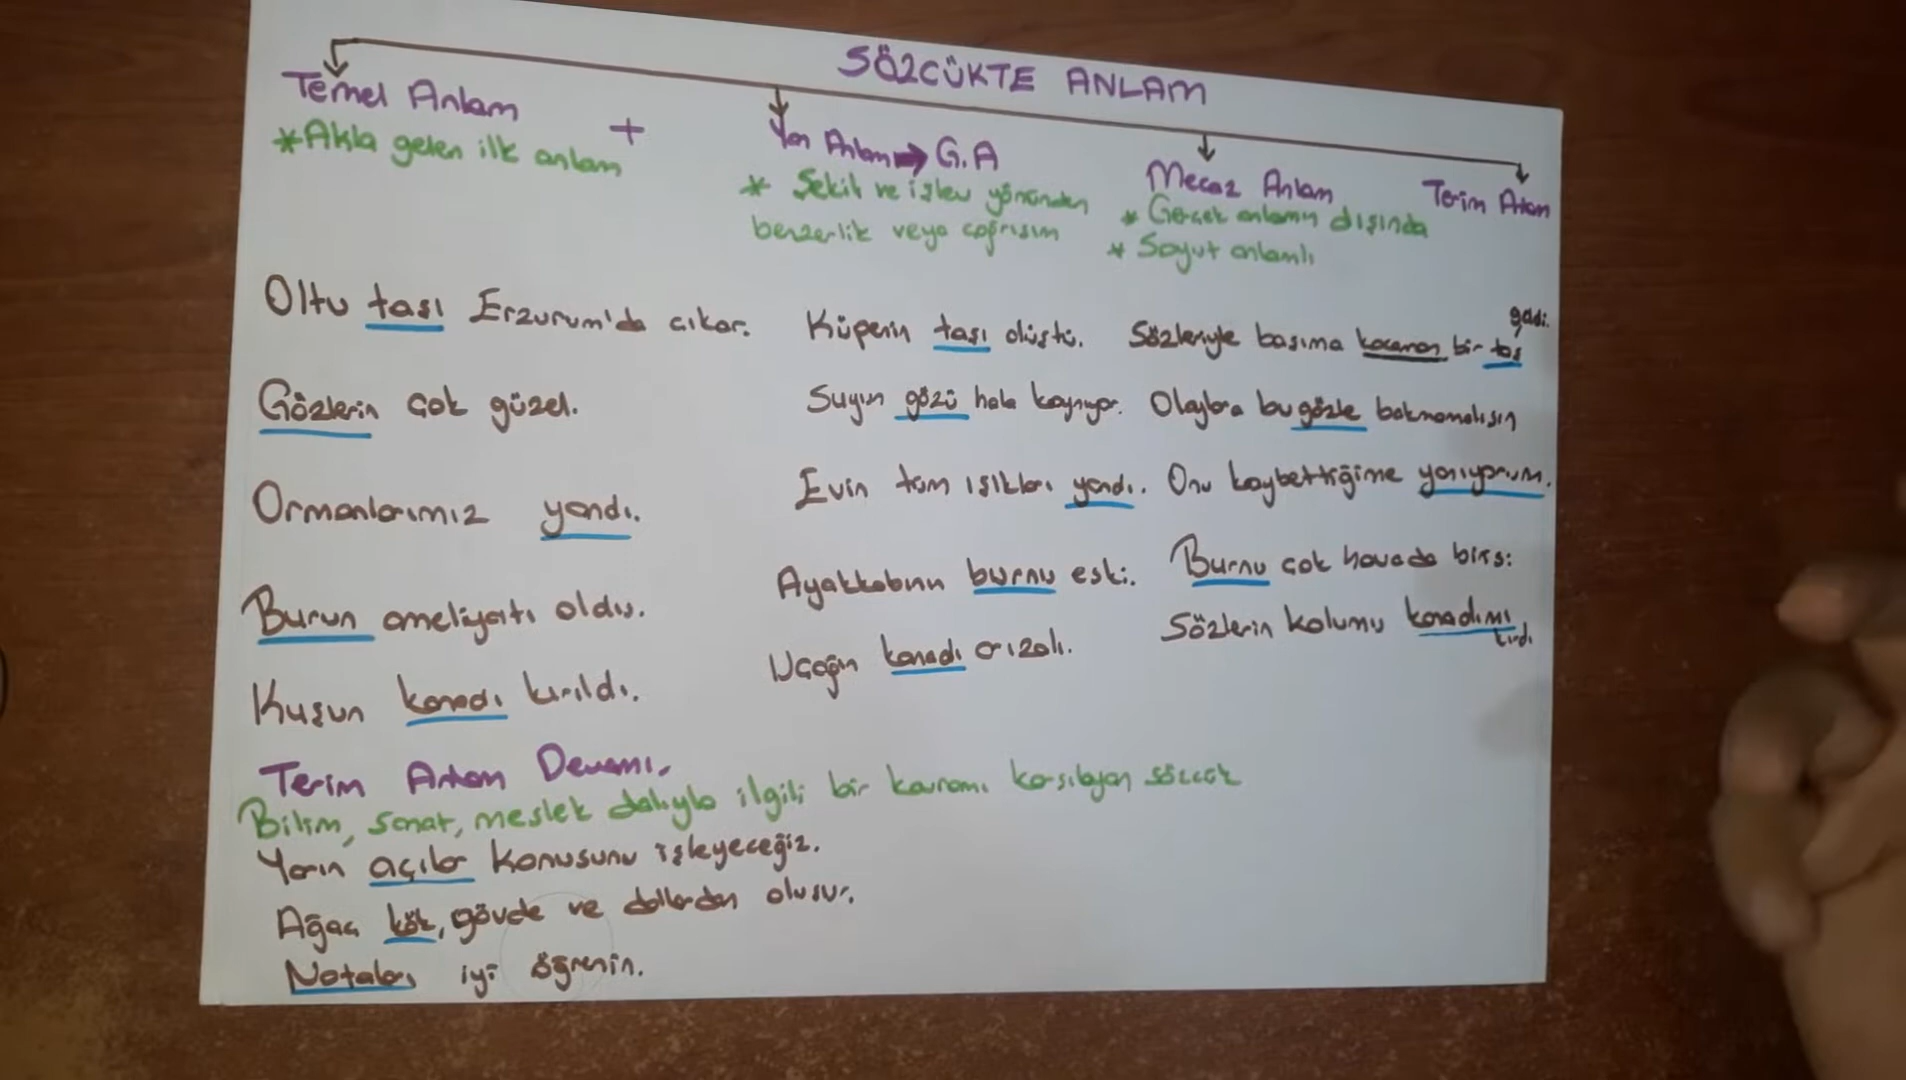 SÖZCÜKTE ANLAM
Temel Anlam
*Akla gelen ilk anlam
+
Yan Anlam → G.A
* Şekil ve işlev yönünden
benzerlik veya çağrışım
Mecaz Anlam
* Gerçek anlamın dışında
* Soyut anlamlı
Terim Anlam
Oltu taşı Erzurum'da çıkar.
Küpenin taşı düştü.
Sözleriyle başıma kocaman bir taş
geldi.
Gözlerin çok güzel.
Suyun gözü hala kaynıyor.
Olaylara bu gözle bakmamalısın
Ormanlarımız yandı.
Evin tüm ışıkları yandı.
Onu kaybettiğime yanıyorum.
Burun ameliyatı oldu.
Ayakkabının burnu eski.
Burnu çok havada birisi
Kuşun kanadı kırıldı.
Uçağın kanadı arızalı.
Sözlerin kolumu kanadımı
kırdı.
Terim Anlam Devamı.
Bilim, sanat, meslek dalıyla ilgili bir kavramı karşılayan sözcük
Yarın açılar konusunu işleyeceğiz.
Ağaç kök, gövde ve dallardan oluşur.
Notaları iyi öğrenin.